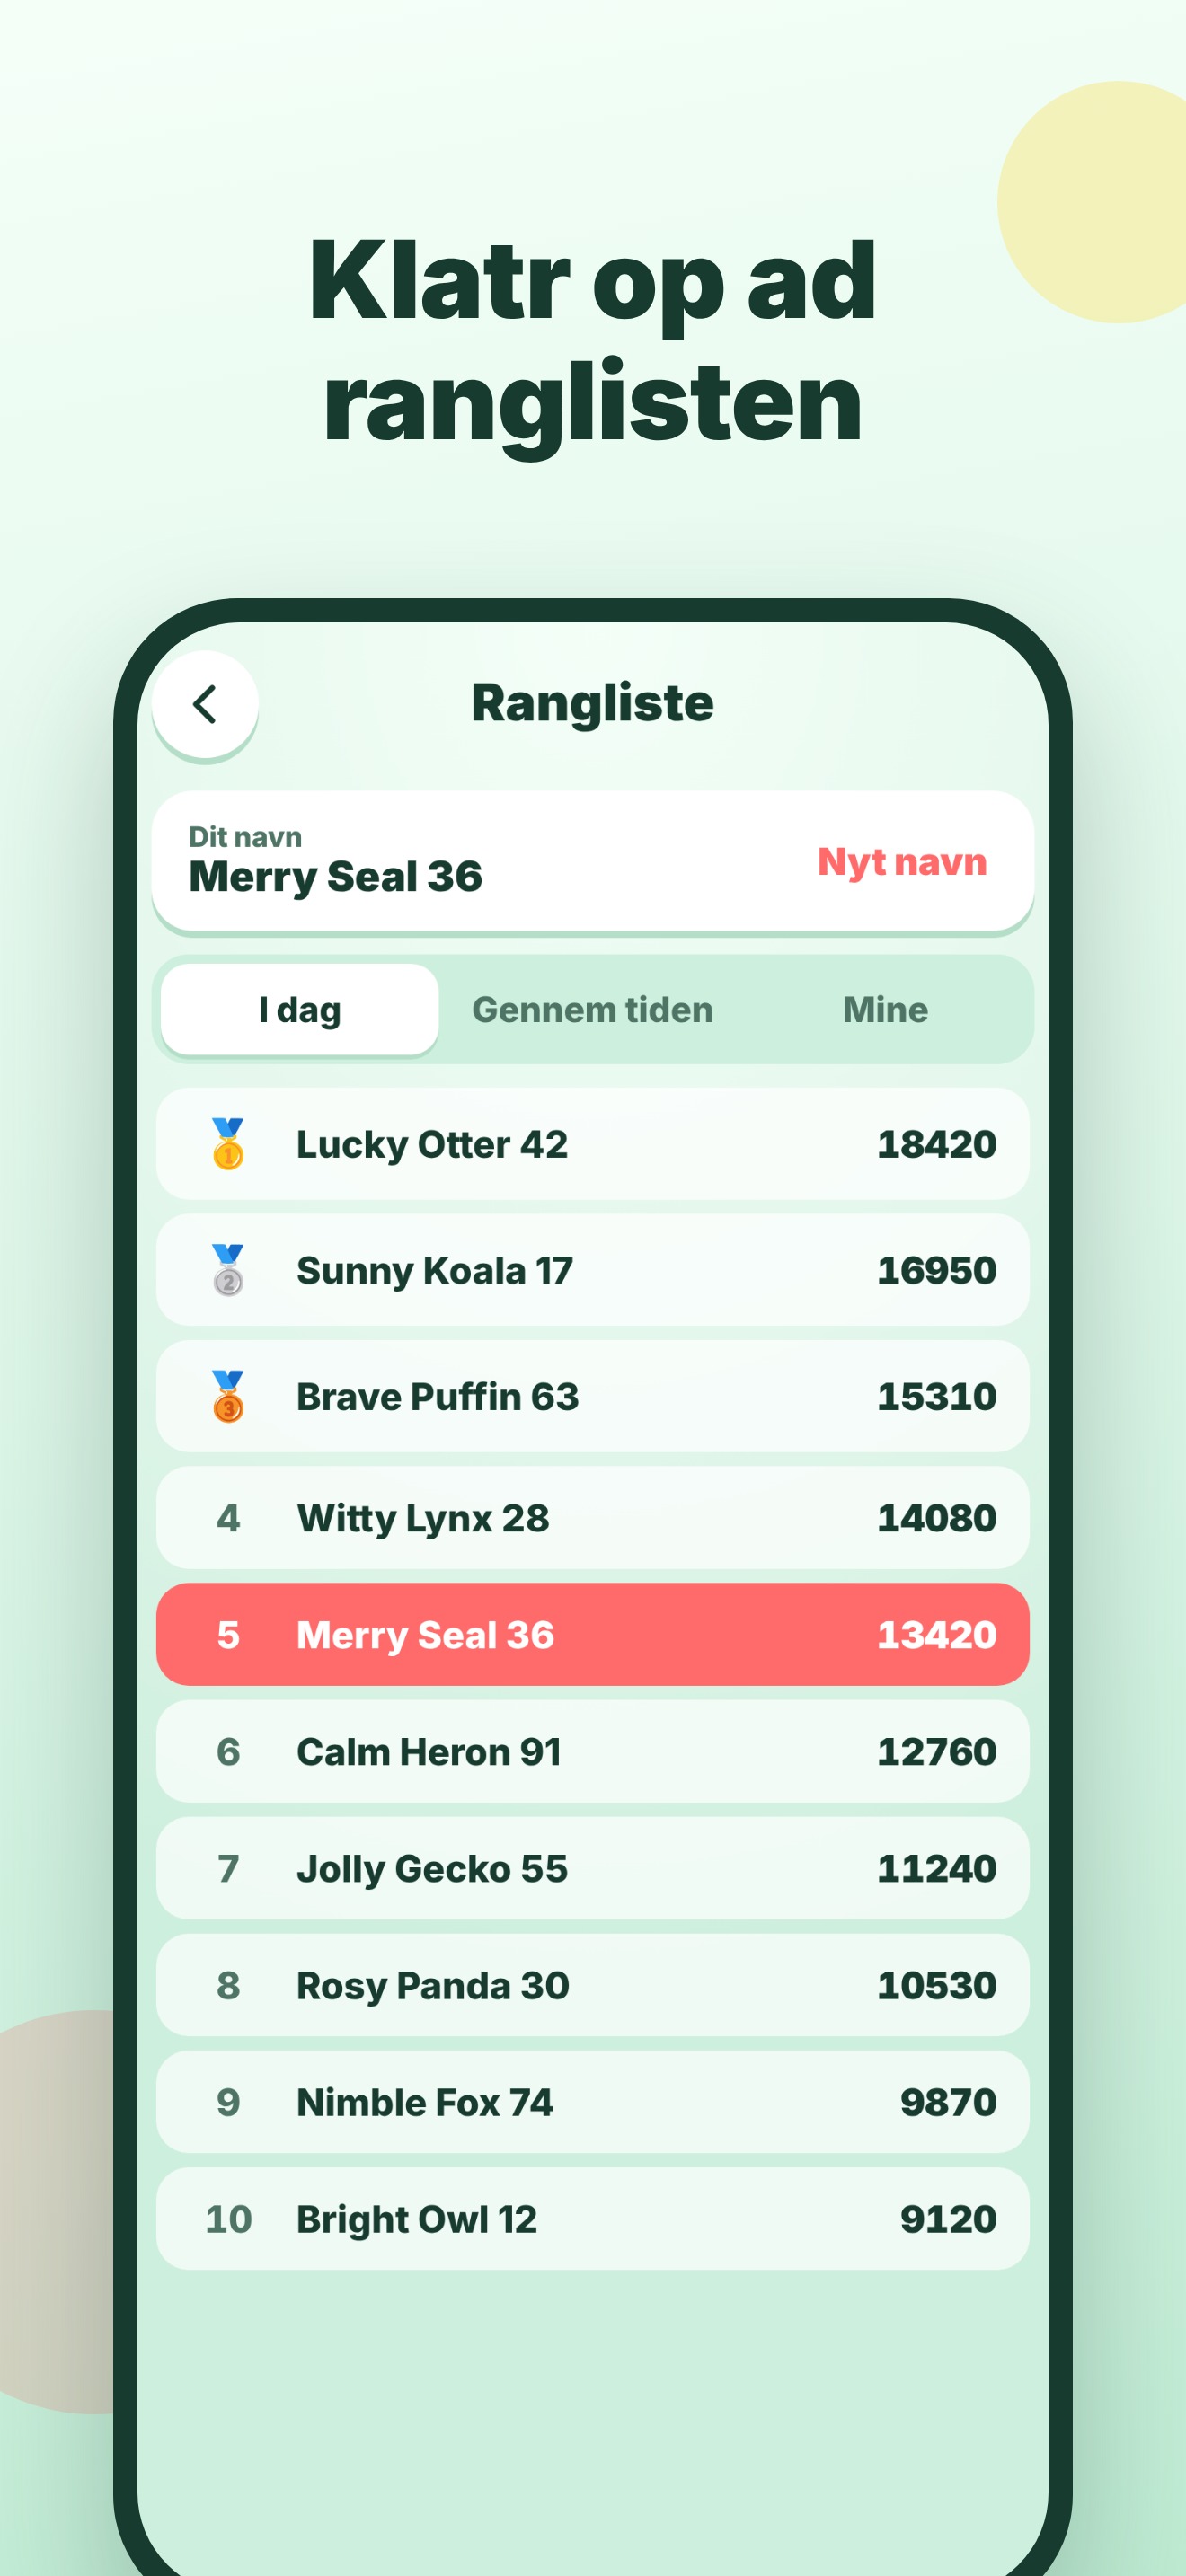 Klatr op ad
ranglisten
Rangliste
Dit navn
Merry Seal 36
Nyt navn
I dag
Gennem tiden
Mine
1 Lucky Otter 42 18420
2 Sunny Koala 17 16950
3 Brave Puffin 63 15310
4 Witty Lynx 28 14080
5 Merry Seal 36 13420
6 Calm Heron 91 12760
7 Jolly Gecko 55 11240
8 Rosy Panda 30 10530
9 Nimble Fox 74 9870
10 Bright Owl 12 9120